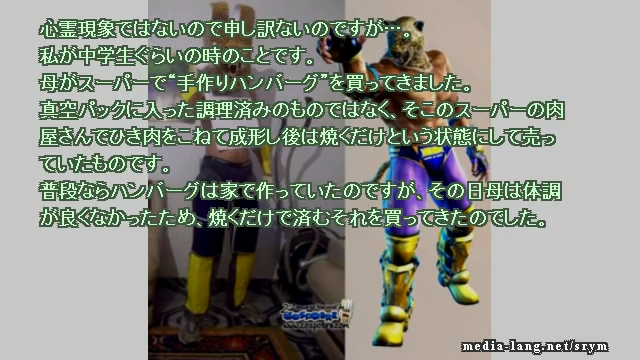 心霊現象ではないので申し訳ないのですが…。
私が中学生ぐらいの時のことです。
母がスーパーで“手作りハンバーグ”を買ってきました。
真空パックに入った調理済みのものではなく、そこのスーパーの肉
屋さんでひき肉をこねて成形し後は焼くだけという状態にして売っ
ていたものです。
普段ならハンバーグは家で作っていたのですが、その日母は体調
が良くなかったため、焼くだけで済むそれを買ってきたのでした。
media-lang.net/srym